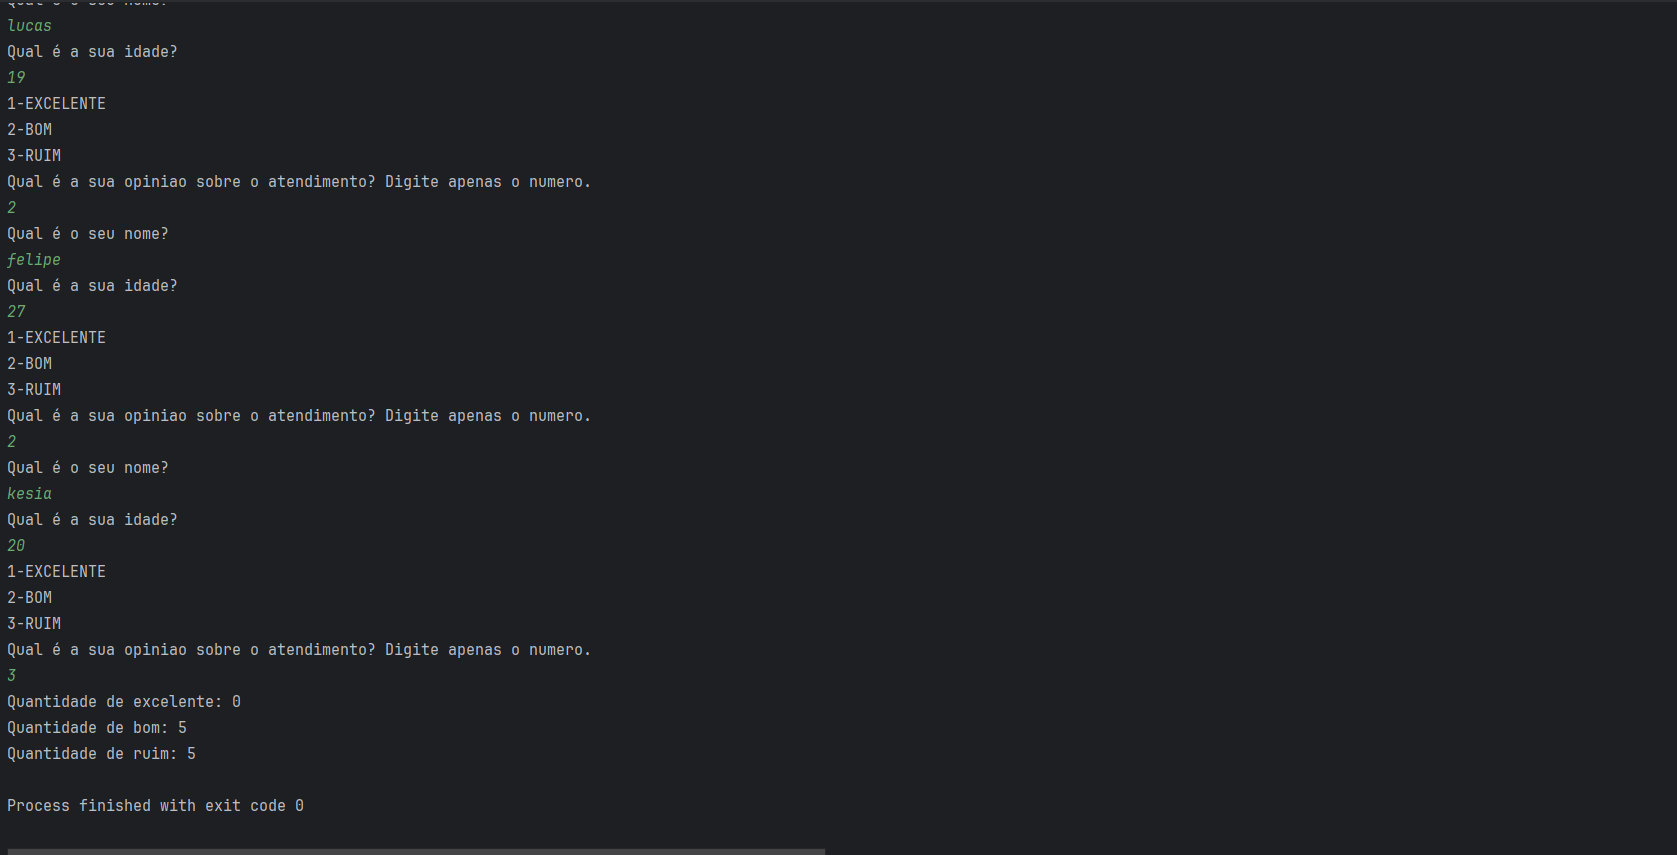 lucas
Qual é a sua idade?
19
1-EXCELENTE
2-BOM
3-RUIM
Qual é a sua opiniao sobre o atendimento? Digite apenas o numero.
2
Qual é o seu nome?
felipe
Qual é a sua idade?
27
1-EXCELENTE
2-BOM
3-RUIM
Qual é a sua opiniao sobre o atendimento? Digite apenas o numero.
2
Qual é o seu nome?
kesia
Qual é a sua idade?
20
1-EXCELENTE
2-BOM
3-RUIM
Qual é a sua opiniao sobre o atendimento? Digite apenas o numero.
3
Quantidade de excelente: 0
Quantidade de bom: 5
Quantidade de ruim: 5
Process finished with exit code 0